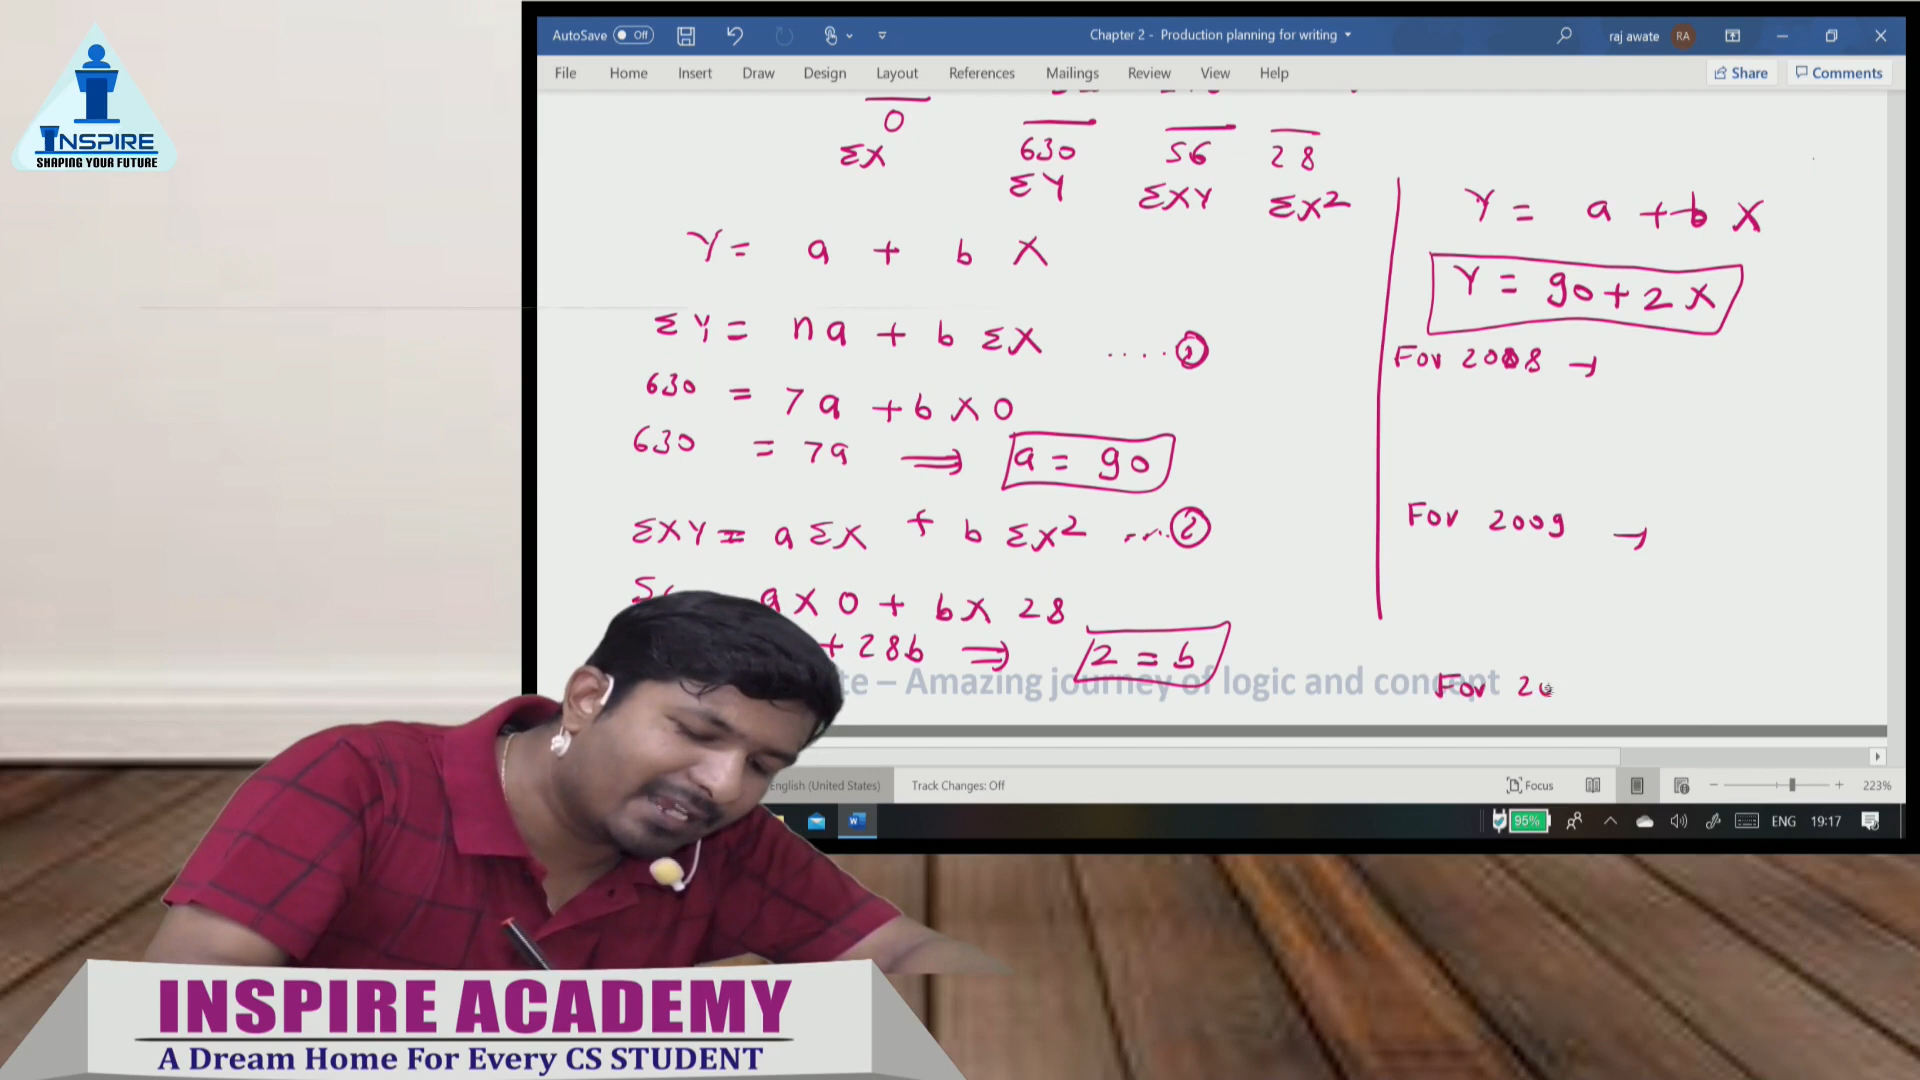 INSPIRE
SHAPING YOUR FUTURE
AutoSave Off
Chapter 2 - Production planning for writing
raj awate RA
File Home Insert Draw Design Layout References Mailings Review View Help
Share Comments
0 630 56 28
ΣX ΣY ΣXY ΣX²
Y = a + b X
ΣY = na + b ΣX ....①
630 = 7a + b X 0
630 = 7a ⟹ a = 90
ΣXY = a ΣX + b ΣX² ....②
a X 0 + b X 28
+ 28b ⟹ 2 = b
Y = a + b X
Y = 90 + 2 X
For 2008 →
For 2009 →
For 20
– Amazing journey of logic and concept
English (United States) Track Changes: Off
Focus 223%
95% ENG 19:17
INSPIRE ACADEMY
A Dream Home For Every CS STUDENT